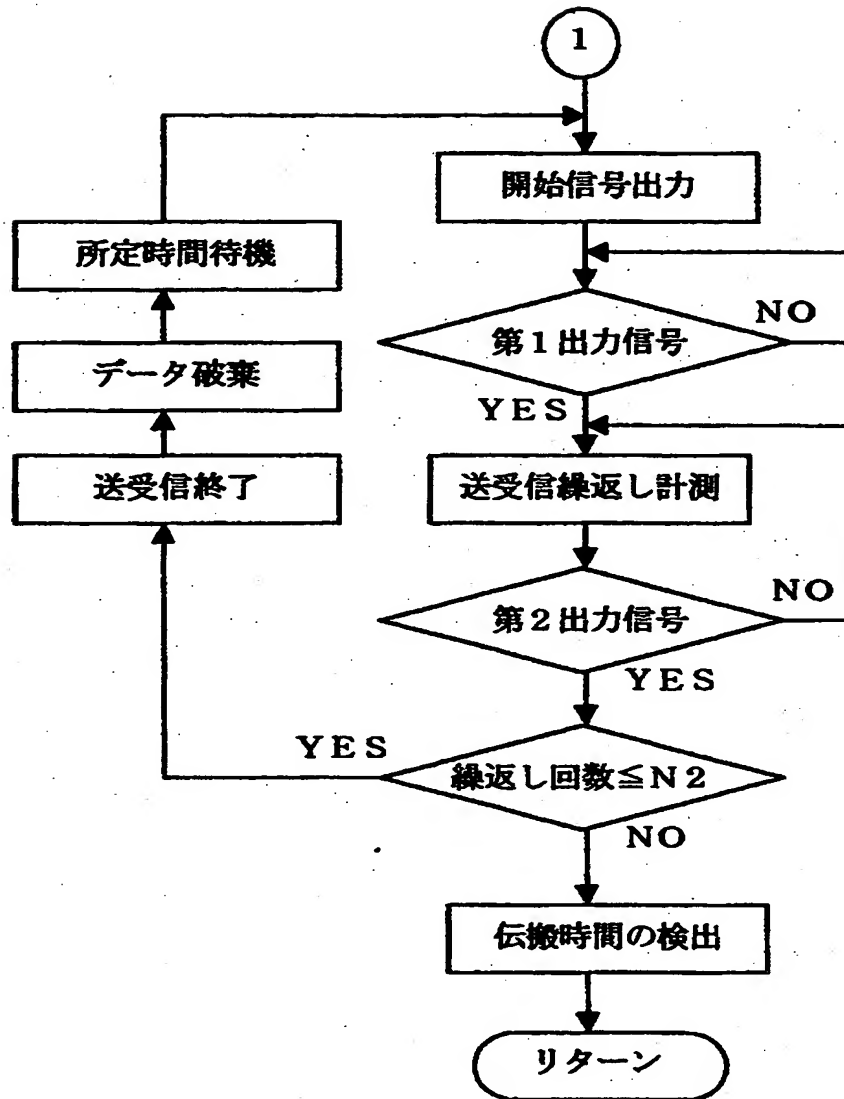 1
開始信号出力
所定時間待機
第1出力信号
NO
データ破棄
YES
送受信終了
送受信繰返し計測
第2出力信号
NO
YES
YES
繰返し回数≦N2
NO
伝搬時間の検出
リターン